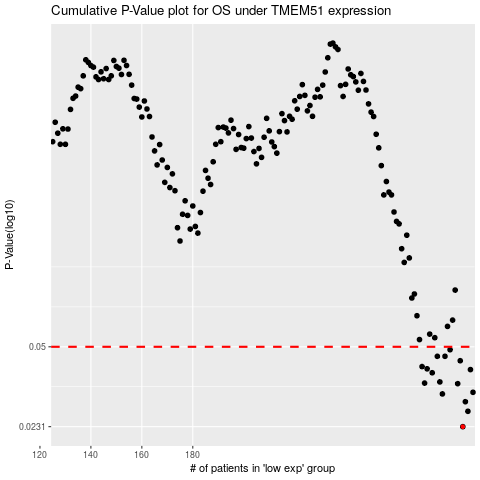 Cumulative P-Value plot for OS under TMEM51 expression
P-Value(log10)
0.05
0.0231
120 140 160 180
# of patients in 'low exp' group